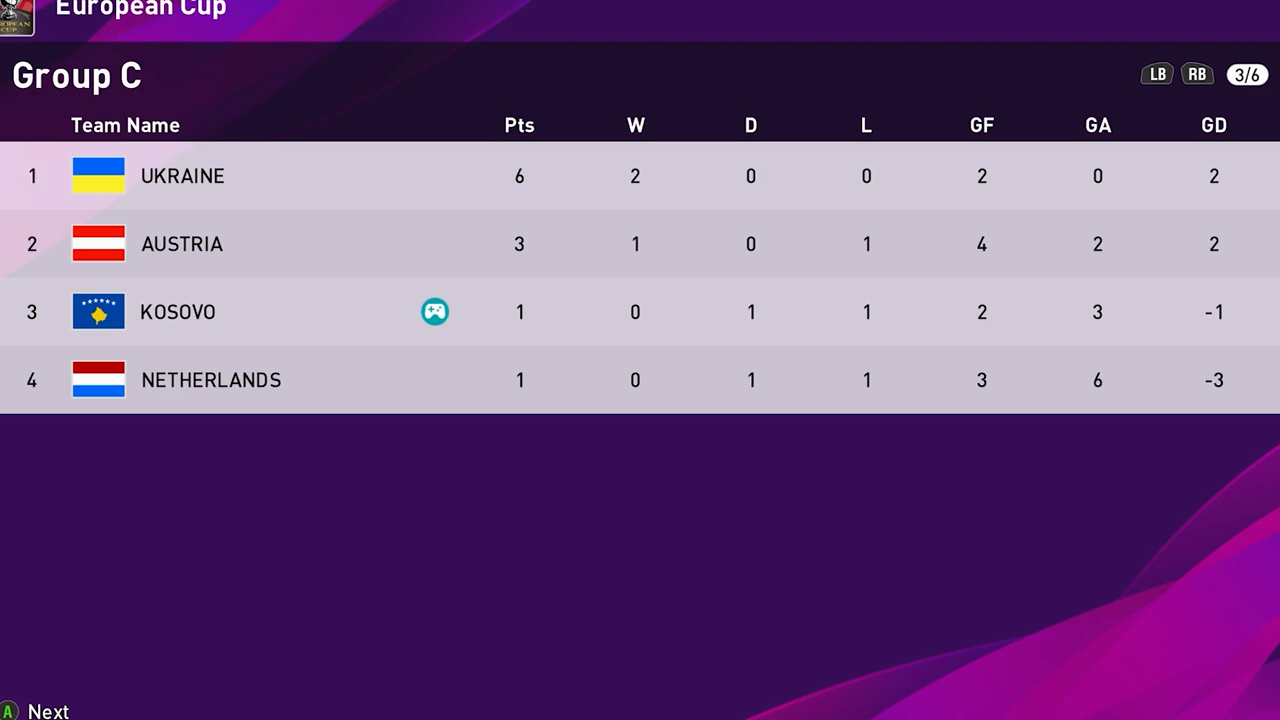 European Cup
Group C
LB RB 3/6
Team Name Pts W D L GF GA GD
1 UKRAINE 6 2 0 0 2 0 2
2 AUSTRIA 3 1 0 1 4 2 2
3 KOSOVO 1 0 1 1 2 3 -1
4 NETHERLANDS 1 0 1 1 3 6 -3
A Next